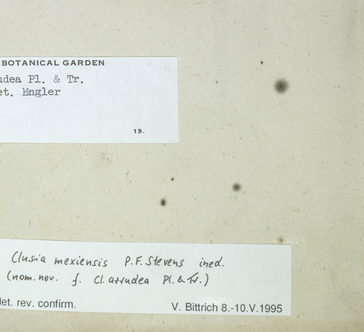 BOTANICAL GARDEN
udea Pl. & Tr.
et. Engler
19.
Clusia mexiensis P.F. Stevens ined.
(nom. nov. f. Cl. arrudea Pl. & Tr.)
det. rev. confirm. V. Bittrich 8.-10.V.1995